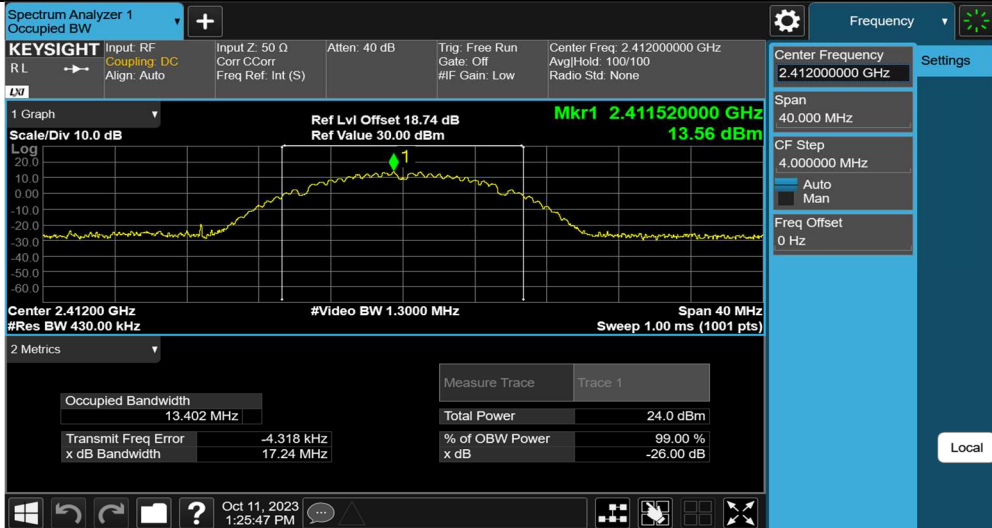 Spectrum Analyzer 1
Occupied BW
+
Frequency
KEYSIGHT
RL
LXI
Input: RF
Coupling: DC
Align: Auto
Input Z: 50 Ω
Corr CCorr
Freq Ref: Int (S)
Atten: 40 dB
Trig: Free Run
Gate: Off
#IF Gain: Low
Center Freq: 2.412000000 GHz
Avg|Hold: 100/100
Radio Std: None
Center Frequency
2.412000000 GHz
Settings
Span
40.000 MHz
CF Step
4.000000 MHz
Auto
Man
Freq Offset
0 Hz
Local
1 Graph
Scale/Div 10.0 dB
Ref Lvl Offset 18.74 dB
Ref Value 30.00 dBm
Mkr1 2.411520000 GHz
13.56 dBm
Log
20.0
10.0
0.00
-10.0
-20.0
-30.0
-40.0
-50.0
-60.0
1
Center 2.41200 GHz
#Video BW 1.3000 MHz
Span 40 MHz
#Res BW 430.00 kHz
Sweep 1.00 ms (1001 pts)
2 Metrics
Measure Trace Trace 1
Occupied Bandwidth
13.402 MHz
Total Power 24.0 dBm
Transmit Freq Error -4.318 kHz
% of OBW Power 99.00 %
x dB Bandwidth 17.24 MHz
x dB -26.00 dB
?
Oct 11, 2023
1:25:47 PM